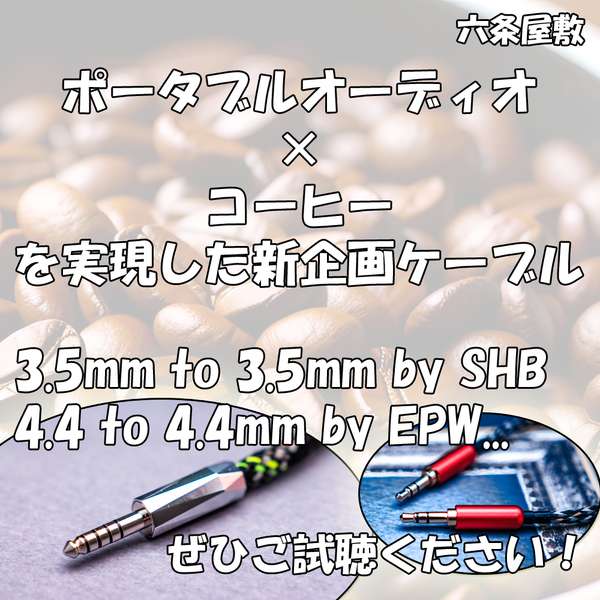 六条屋敷
ポータブルオーディオ
×
コーヒー
を実現した新企画ケーブル
3.5mm to 3.5mm by SHB
4.4 to 4.4mm by EPW...
ぜひご試聴ください！